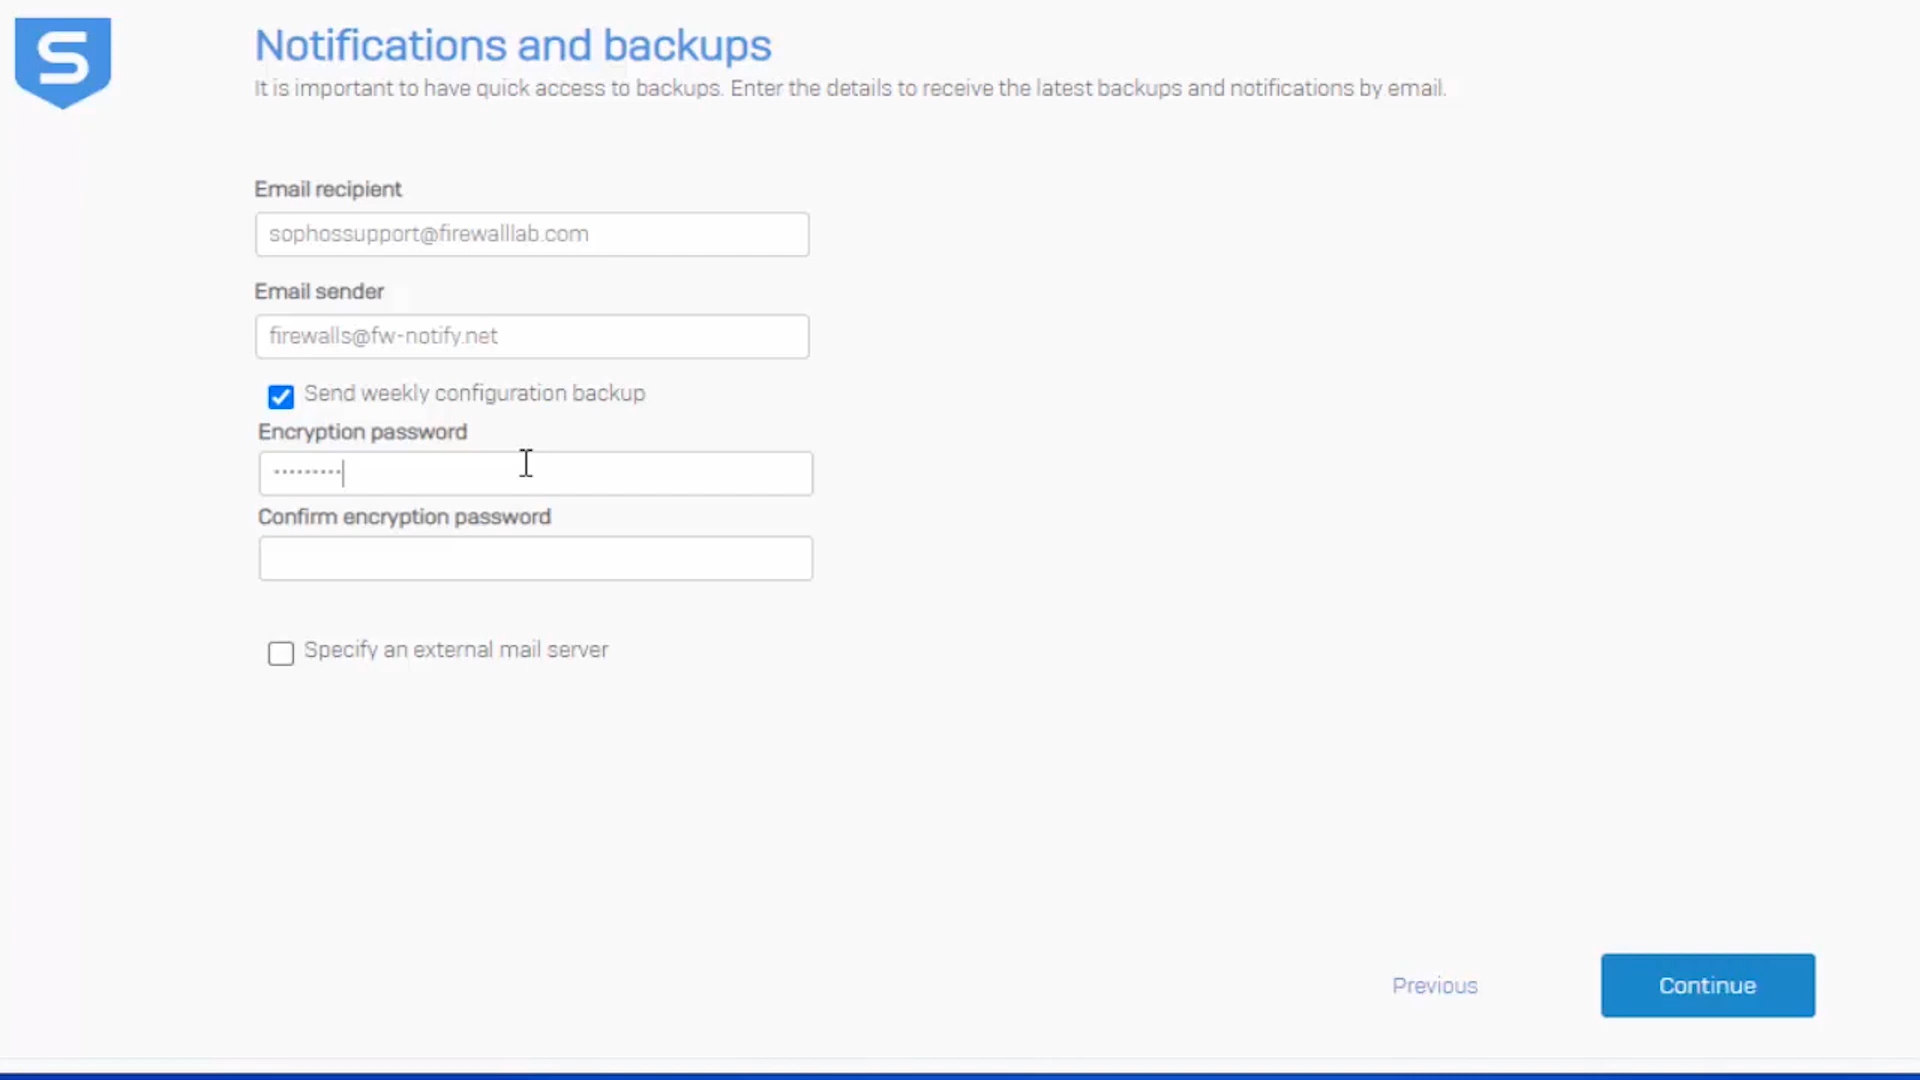 S
Notifications and backups
It is important to have quick access to backups. Enter the details to receive the latest backups and notifications by email.
Email recipient
sophossupport@firewalllab.com
Email sender
firewalls@fw-notify.net
Send weekly configuration backup
Encryption password
·········
Confirm encryption password
Specify an external mail server
Previous
Continue